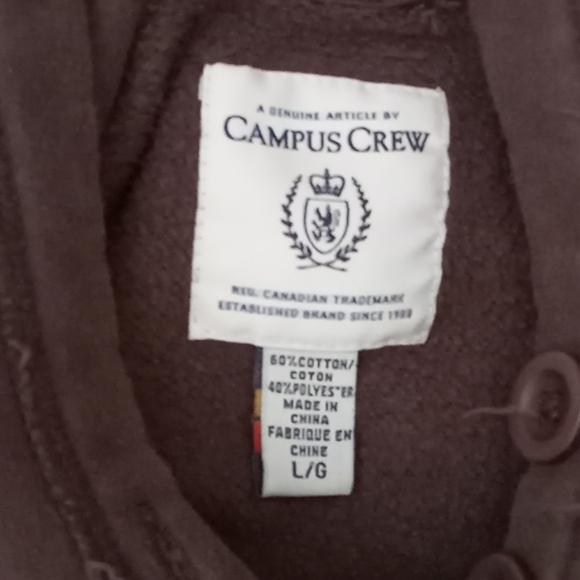 A GENUINE ARTICLE BY
CAMPUS CREW
REG. CANADIAN TRADEMARK
ESTABLISHED BRAND SINCE
60%COTTON/
COTON
40%POLYESTER
MADE IN
CHINA
FABRIQUE EN
CHINE
L/G